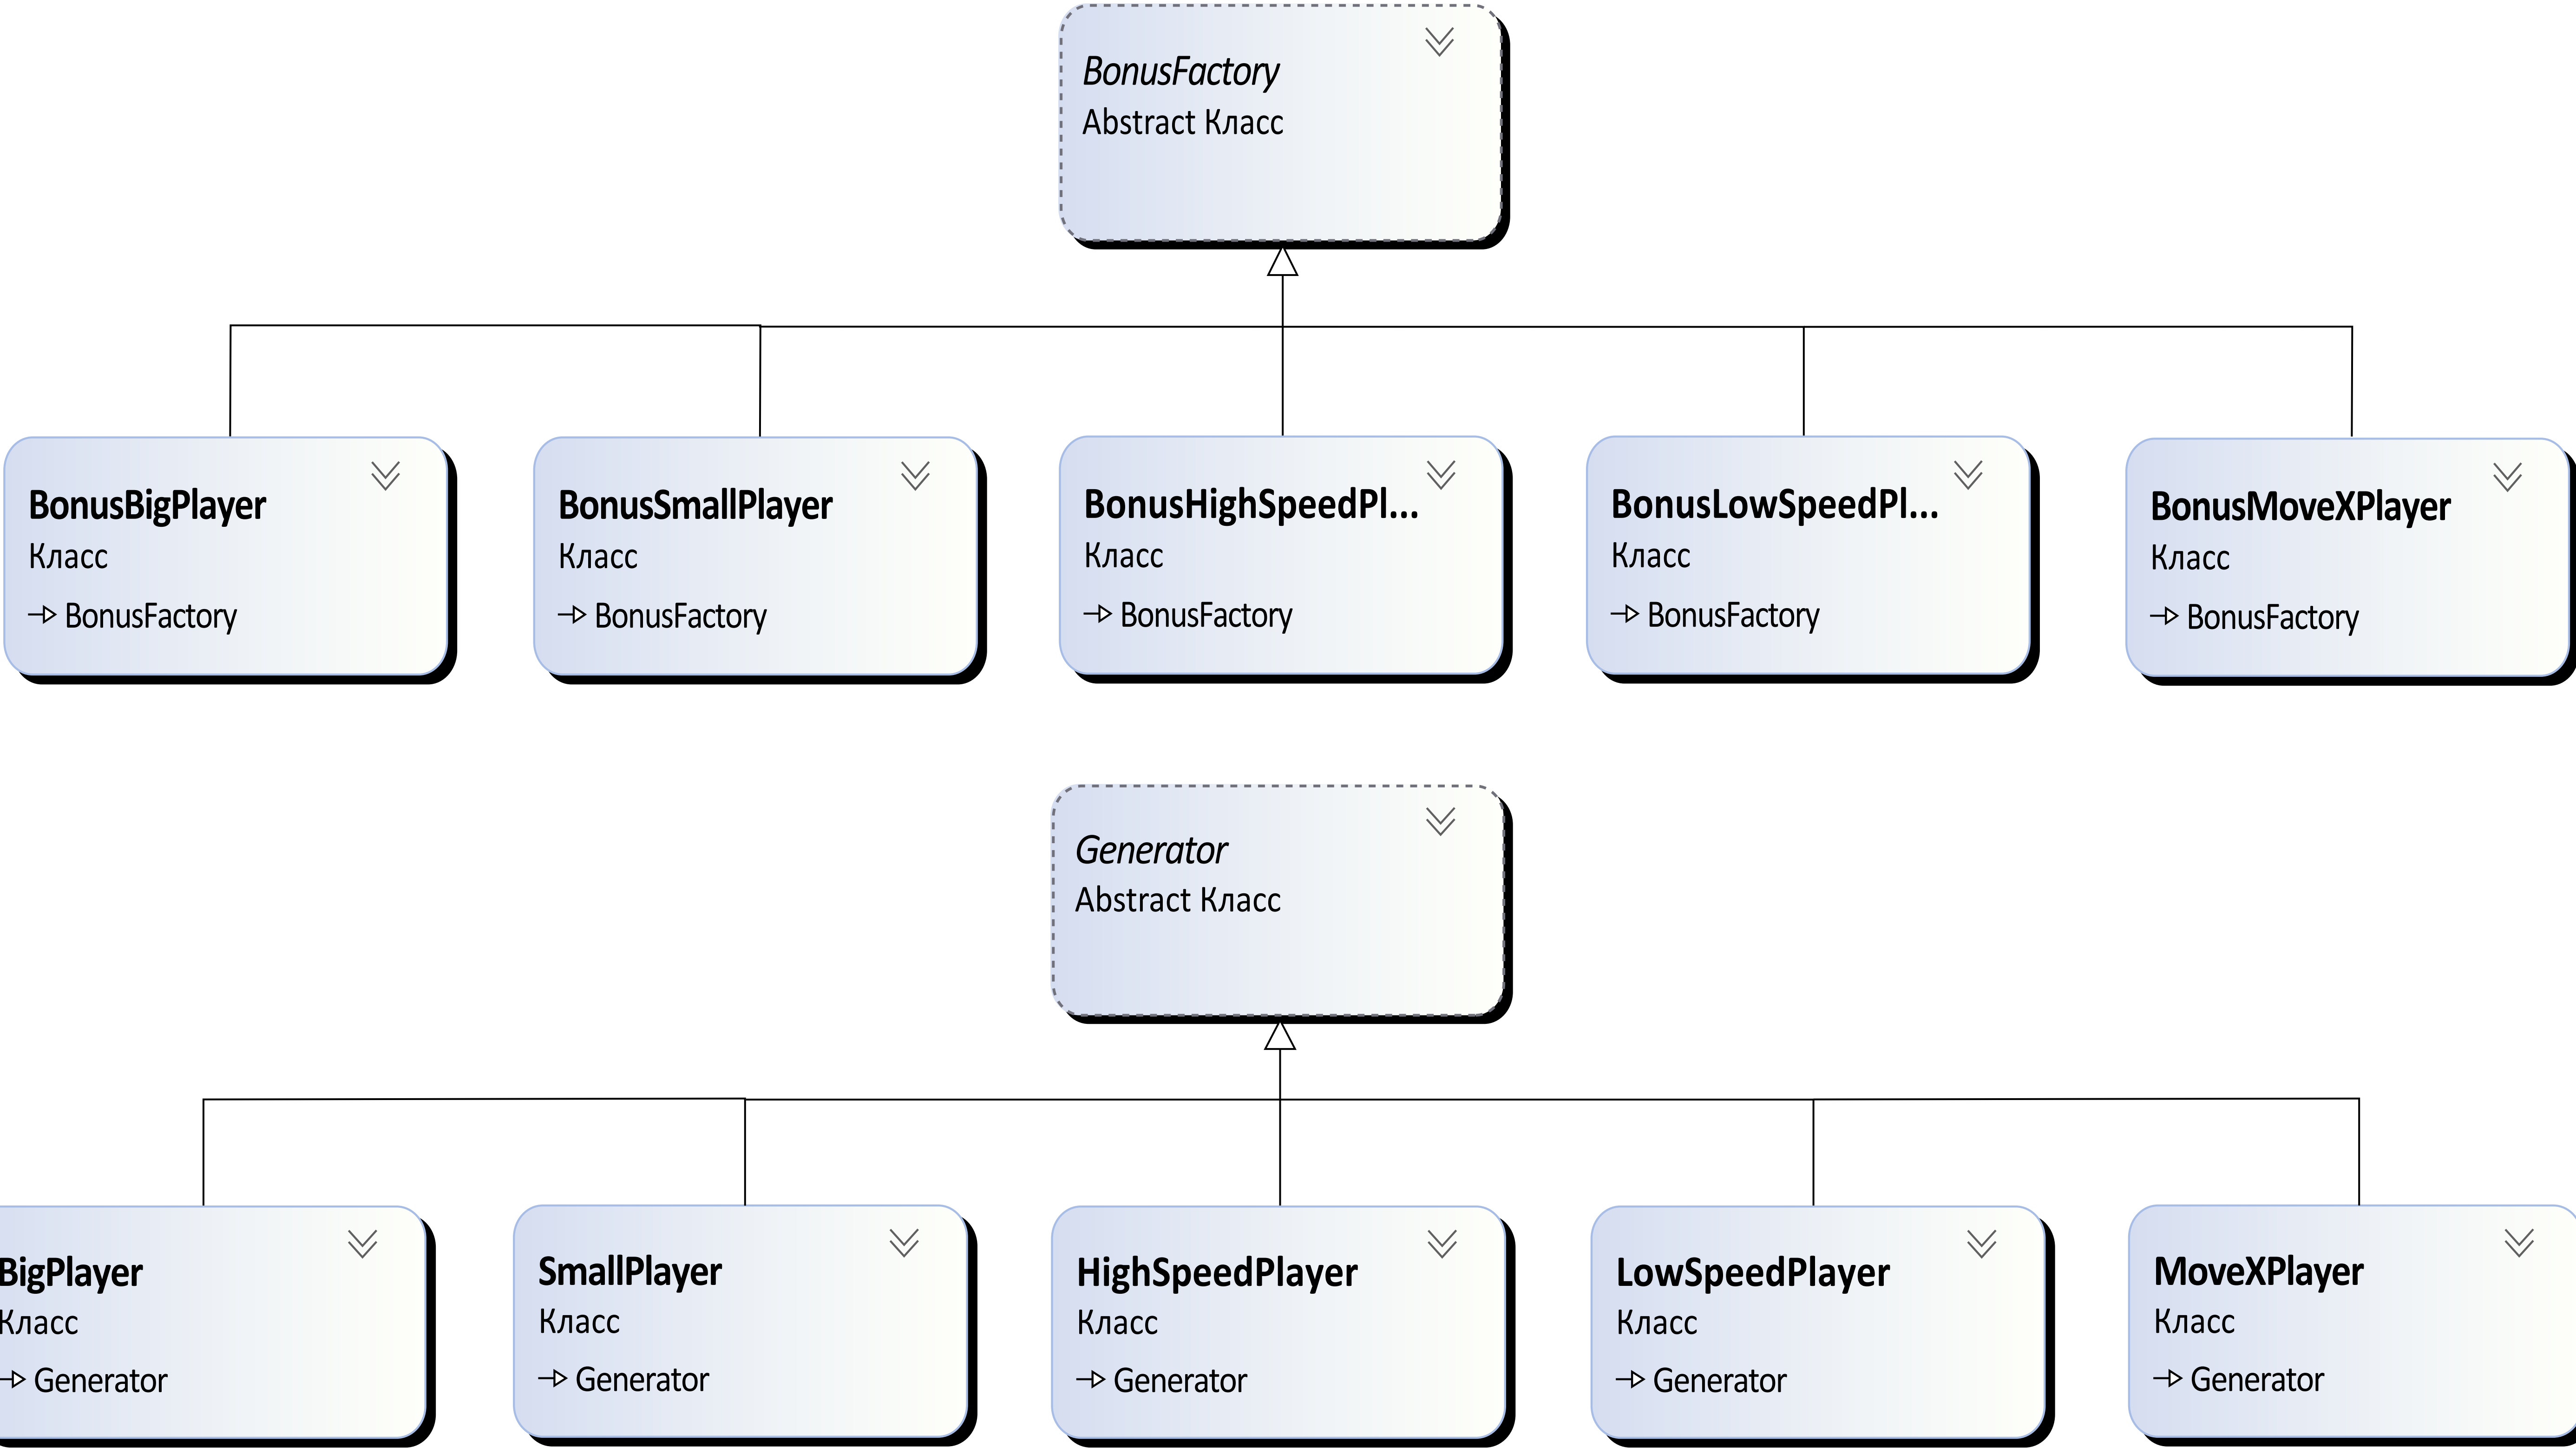 BonusFactory
Abstract Класс
BonusBigPlayer
Класс
BonusFactory
BonusSmallPlayer
Класс
BonusFactory
BonusHighSpeedPl...
Класс
BonusFactory
BonusLowSpeedPl...
Класс
BonusFactory
BonusMoveXPlayer
Класс
BonusFactory
Generator
Abstract Класс
BigPlayer
Класс
Generator
SmallPlayer
Класс
Generator
HighSpeedPlayer
Класс
Generator
LowSpeedPlayer
Класс
Generator
MoveXPlayer
Класс
Generator